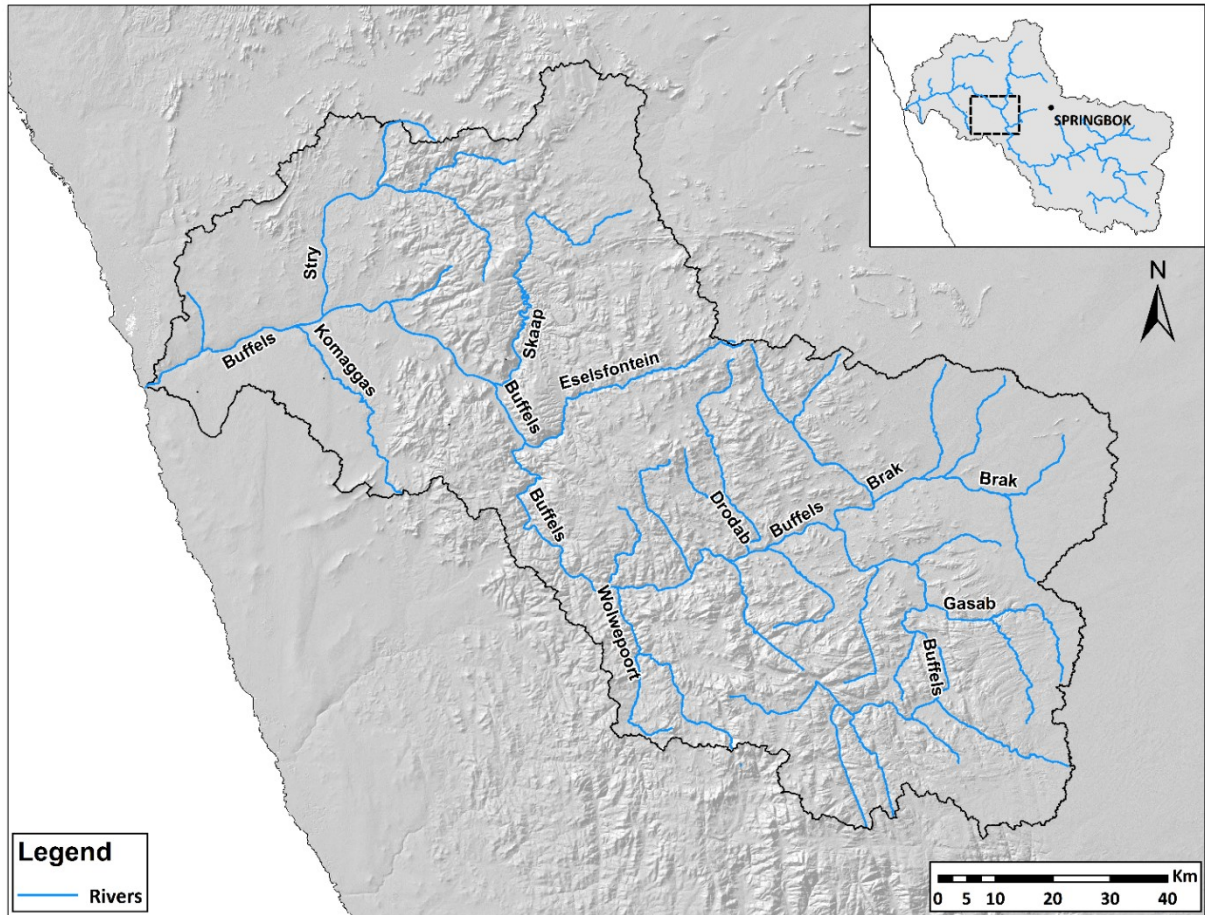 SPRINGBOK
N
Stry
Skaap
Buffels
Komaggas
Eselsfontein
Buffels
Brak
Brak
Buffels
Drodab
Buffels
Wolwepoort
Gasab
Buffels
Legend
Rivers
Km
0 5 10 20 30 40